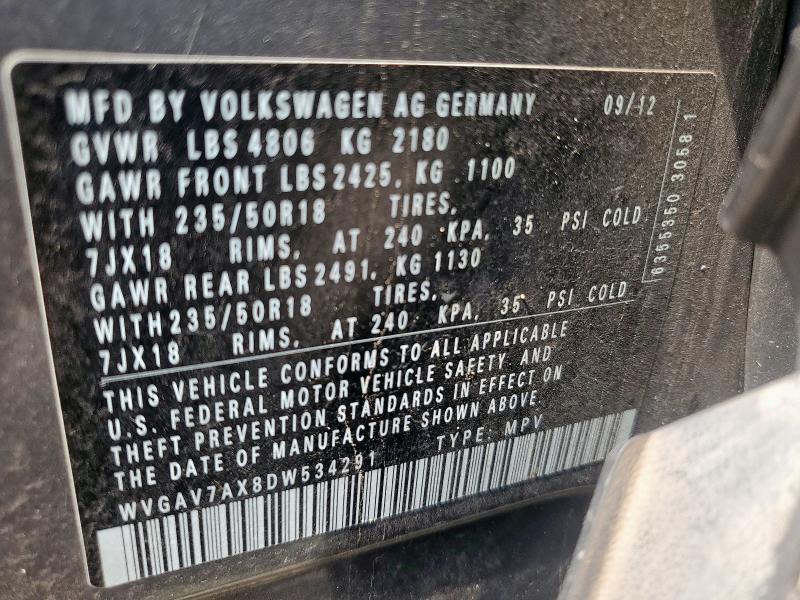 MFD BY VOLKSWAGEN AG GERMANY 09/12
GVWR LBS 4806 KG 2180
GAWR FRONT LBS 2425, KG 1100
WITH 235/50R18 TIRES,
7JX18 RIMS, AT 240 KPA, 35 PSI COLD
GAWR REAR LBS 2491, KG 1130
WITH 235/50R18 TIRES,
7JX18 RIMS, AT 240 KPA, 35 PSI COLD
THIS VEHICLE CONFORMS TO ALL APPLICABLE
U.S. FEDERAL MOTOR VEHICLE SAFETY AND
THEFT PREVENTION STANDARDS IN EFFECT ON
THE DATE OF MANUFACTURE SHOWN ABOVE
WVGAV7AX8DW534291 TYPE: MPV
6355350 3058 1